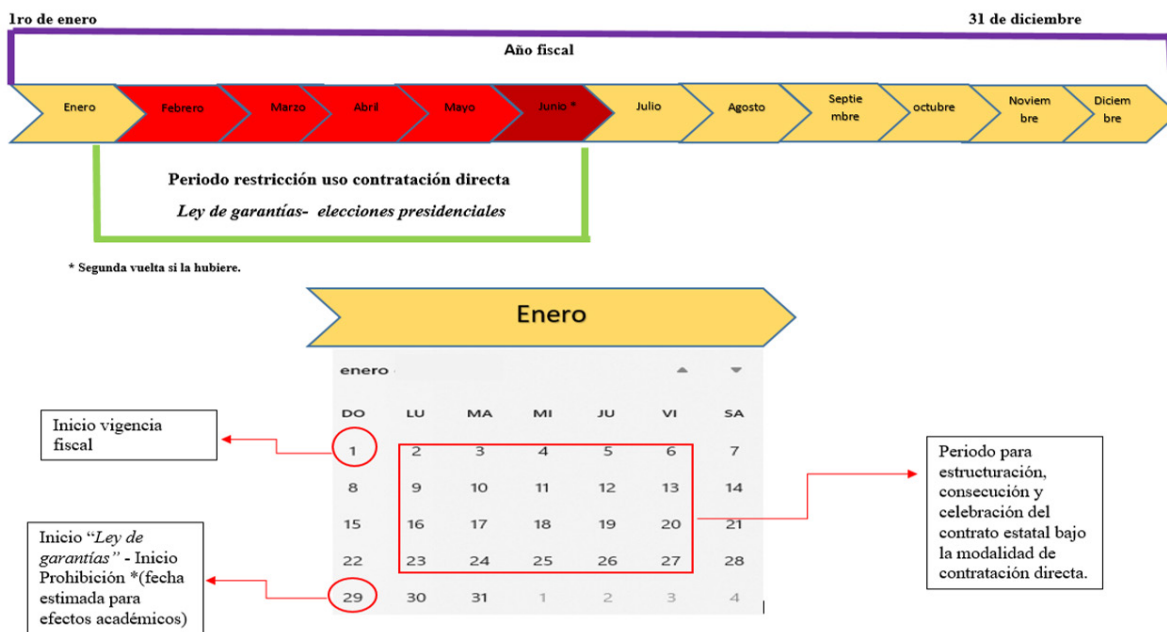 1ro de enero
31 de diciembre
Año fiscal
Enero
Febrero
Marzo
Abril
Mayo
Junio *
Julio
Agosto
Septie
mbre
octubre
Noviem
bre
Diciem
bre
Periodo restricción uso contratación directa
Ley de garantías- elecciones presidenciales
* Segunda vuelta si la hubiere.
Enero
enero
DO LU MA MI JU VI SA
1 2 3 4 5 6 7
8 9 10 11 12 13 14
15 16 17 18 19 20 21
22 23 24 25 26 27 28
29 30 31 1 2 3 4
Inicio vigencia
fiscal
Inicio “Ley de
garantías” - Inicio
Prohibición *(fecha
estimada para
efectos académicos)
Periodo para
estructuración,
consecución y
celebración del
contrato estatal bajo
la modalidad de
contratación directa.